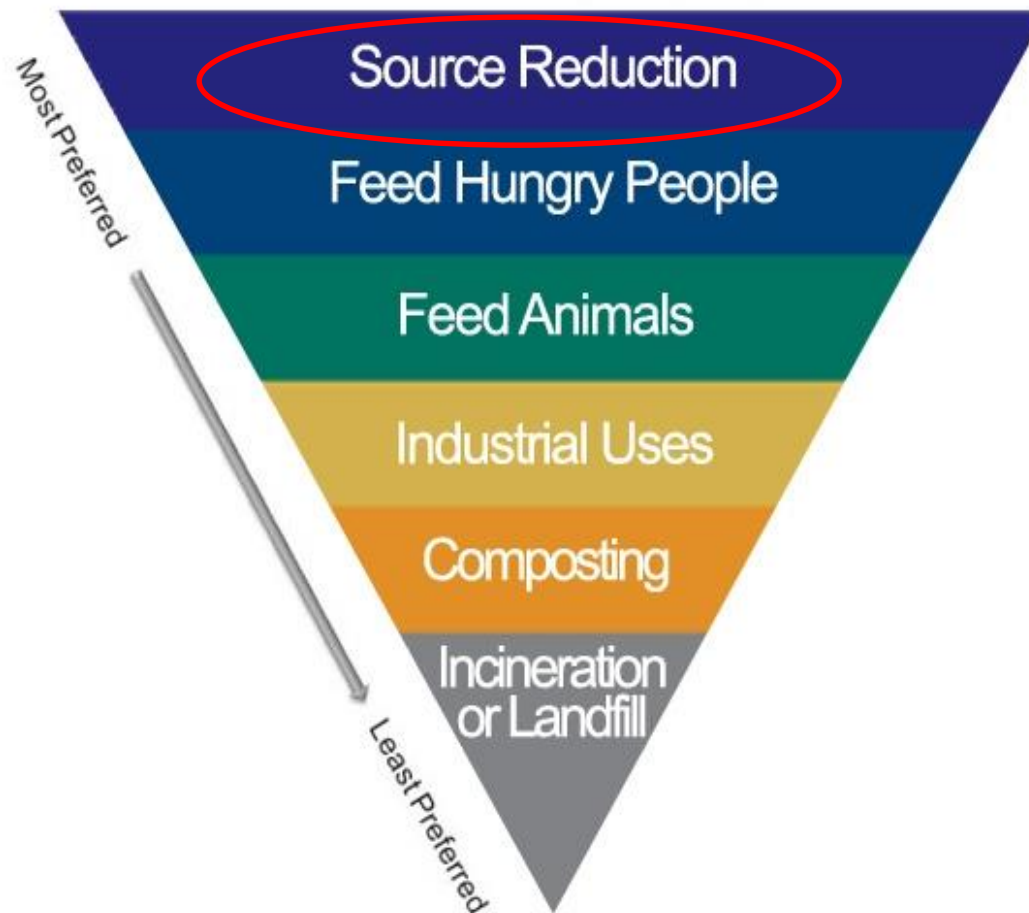 Source Reduction
Most Preferred
Feed Hungry People
Feed Animals
Industrial Uses
Composting
Incineration
or Landfill
Least Preferred